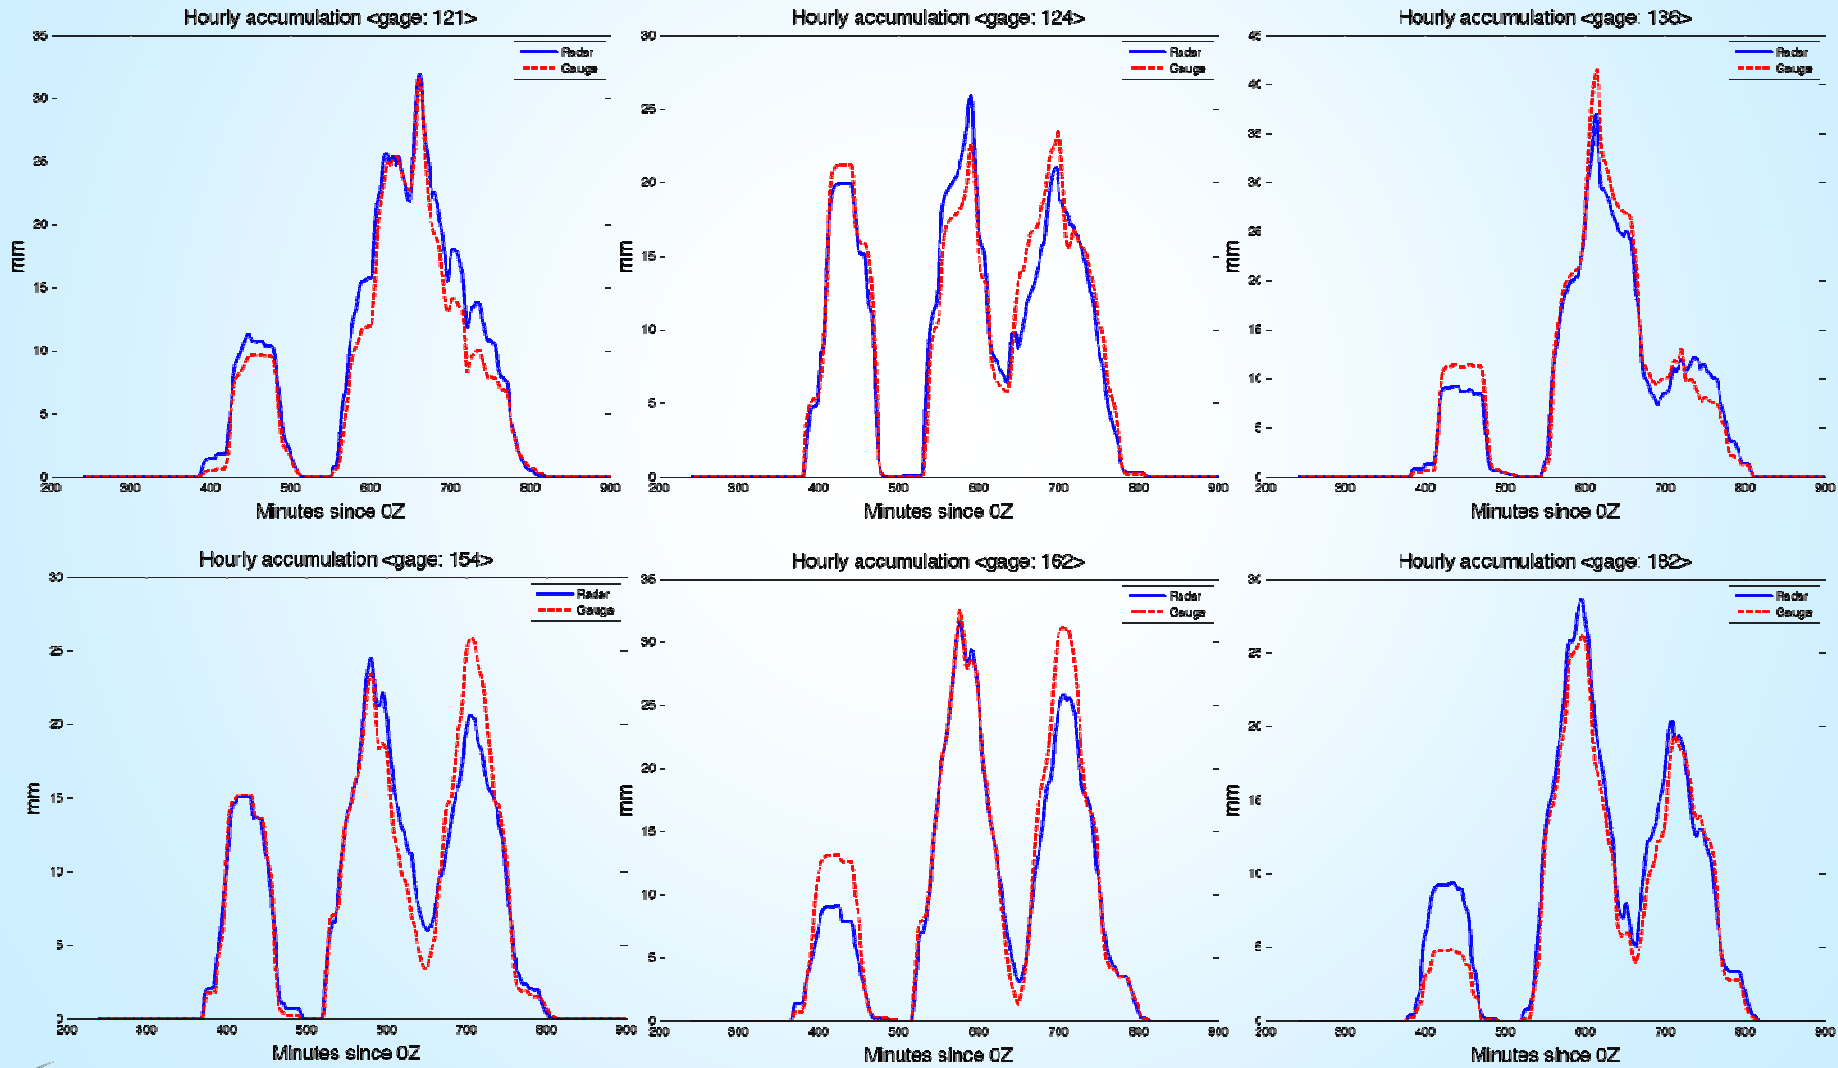 Hourly accumulation <gage: 121>
35
30
25
20
15
10
5
0
mm
200 300 400 500 600 700 800 900
Minutes since 0Z
Radar
Gauge
Hourly accumulation <gage: 124>
30
25
20
15
10
5
0
mm
200 300 400 500 600 700 800 900
Minutes since 0Z
Radar
Gauge
Hourly accumulation <gage: 136>
45
40
35
30
25
20
15
10
5
0
mm
200 300 400 500 600 700 800 900
Minutes since 0Z
Radar
Gauge
Hourly accumulation <gage: 154>
30
25
20
15
10
5
0
mm
200 300 400 500 600 700 800 900
Minutes since 0Z
Radar
Gauge
Hourly accumulation <gage: 162>
35
30
25
20
15
10
5
0
mm
200 300 400 500 600 700 800 900
Minutes since 0Z
Radar
Gauge
Hourly accumulation <gage: 182>
30
25
20
15
10
5
0
mm
200 300 400 500 600 700 800 900
Minutes since 0Z
Radar
Gauge